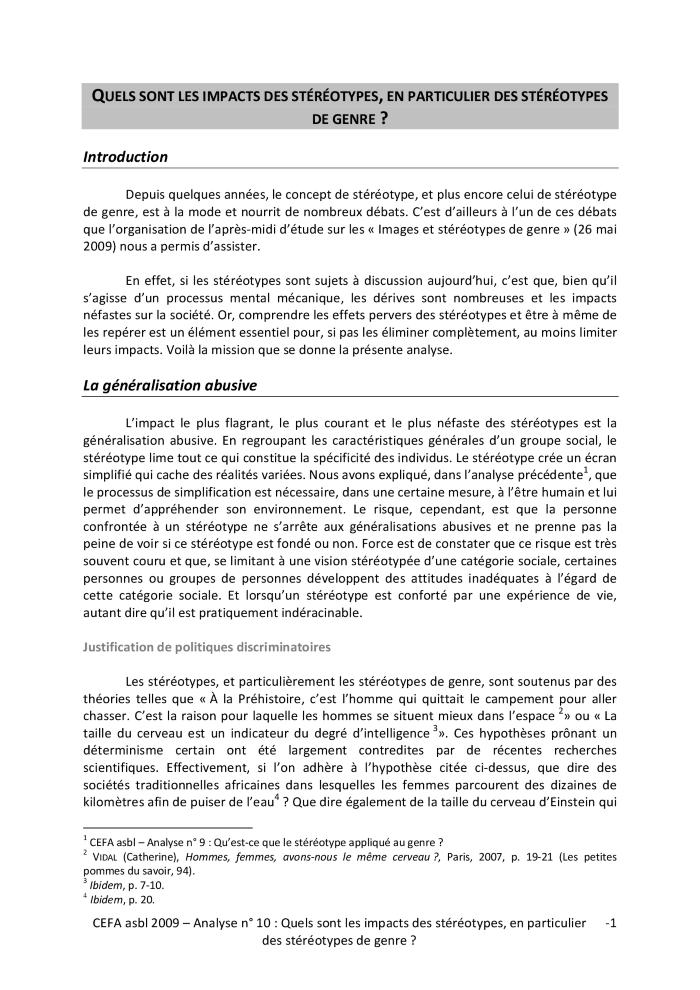 QUELS SONT LES IMPACTS DES STÉRÉOTYPES, EN PARTICULIER DES STÉRÉOTYPES
DE GENRE ?
Introduction
Depuis quelques années, le concept de stéréotype, et plus encore celui de stéréotype
de genre, est à la mode et nourrit de nombreux débats. C’est d’ailleurs à l’un de ces débats
que l’organisation de l’après-midi d’étude sur les « Images et stéréotypes de genre » (26 mai
2009) nous a permis d’assister.
En effet, si les stéréotypes sont sujets à discussion aujourd’hui, c’est que, bien qu’il
s’agisse d’un processus mental mécanique, les dérives sont nombreuses et les impacts
néfastes sur la société. Or, comprendre les effets pervers des stéréotypes et être à même de
les repérer est un élément essentiel pour, si pas les éliminer complètement, au moins limiter
leurs impacts. Voilà la mission que se donne la présente analyse.
La généralisation abusive
L’impact le plus flagrant, le plus courant et le plus néfaste des stéréotypes est la
généralisation abusive. En regroupant les caractéristiques générales d’un groupe social, le
stéréotype lime tout ce qui constitue la spécificité des individus. Le stéréotype crée un écran
simplifié qui cache des réalités variées. Nous avons expliqué, dans l’analyse précédente1, que
le processus de simplification est nécessaire, dans une certaine mesure, à l’être humain et lui
permet d’appréhender son environnement. Le risque, cependant, est que la personne
confrontée à un stéréotype ne s’arrête aux généralisations abusives et ne prenne pas la
peine de voir si ce stéréotype est fondé ou non. Force est de constater que ce risque est très
souvent couru et que, se limitant à une vision stéréotypée d’une catégorie sociale, certaines
personnes ou groupes de personnes développent des attitudes inadéquates à l’égard de
cette catégorie sociale. Et lorsqu’un stéréotype est conforté par une expérience de vie,
autant dire qu’il est pratiquement indéracinable.
Justification de politiques discriminatoires
Les stéréotypes, et particulièrement les stéréotypes de genre, sont soutenus par des
théories telles que « À la Préhistoire, c’est l’homme qui quittait le campement pour aller
chasser. C’est la raison pour laquelle les hommes se situent mieux dans l’espace 2» ou « La
taille du cerveau est un indicateur du degré d’intelligence 3». Ces hypothèses prônant un
déterminisme certain ont été largement contredites par de récentes recherches
scientifiques. Effectivement, si l’on adhère à l’hypothèse citée ci-dessus, que dire des
sociétés traditionnelles africaines dans lesquelles les femmes parcourent des dizaines de
kilomètres afin de puiser de l’eau4 ? Que dire également de la taille du cerveau d’Einstein qui
1 CEFA asbl – Analyse n° 9 : Qu’est-ce que le stéréotype appliqué au genre ?
2 VIDAL (Catherine), Hommes, femmes, avons-nous le même cerveau ?, Paris, 2007, p. 19-21 (Les petites
pommes du savoir, 94).
3 Ibidem, p. 7-10.
4 Ibidem, p. 20.
CEFA asbl 2009 – Analyse n° 10 : Quels sont les impacts des stéréotypes, en particulier -1
des stéréotypes de genre ?